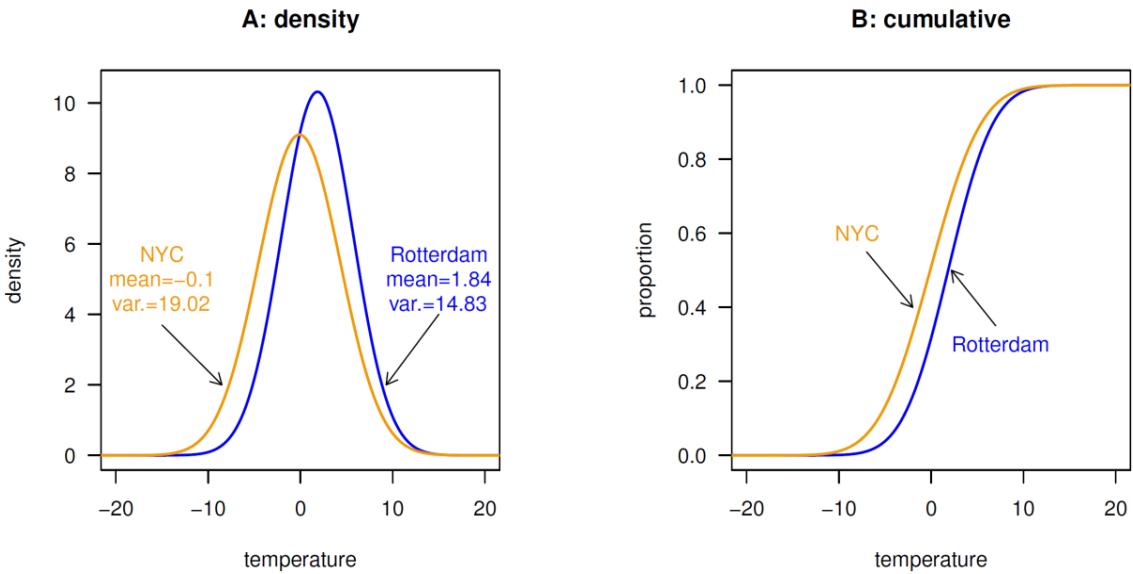 A: density
density
10
8
6
4
2
0
NYC
mean=−0.1
var.=19.02
Rotterdam
mean=1.84
var.=14.83
−20
−10
0
10
20
temperature
B: cumulative
proportion
1.0
0.8
0.6
0.4
0.2
0.0
NYC
Rotterdam
−20
−10
0
10
20
temperature